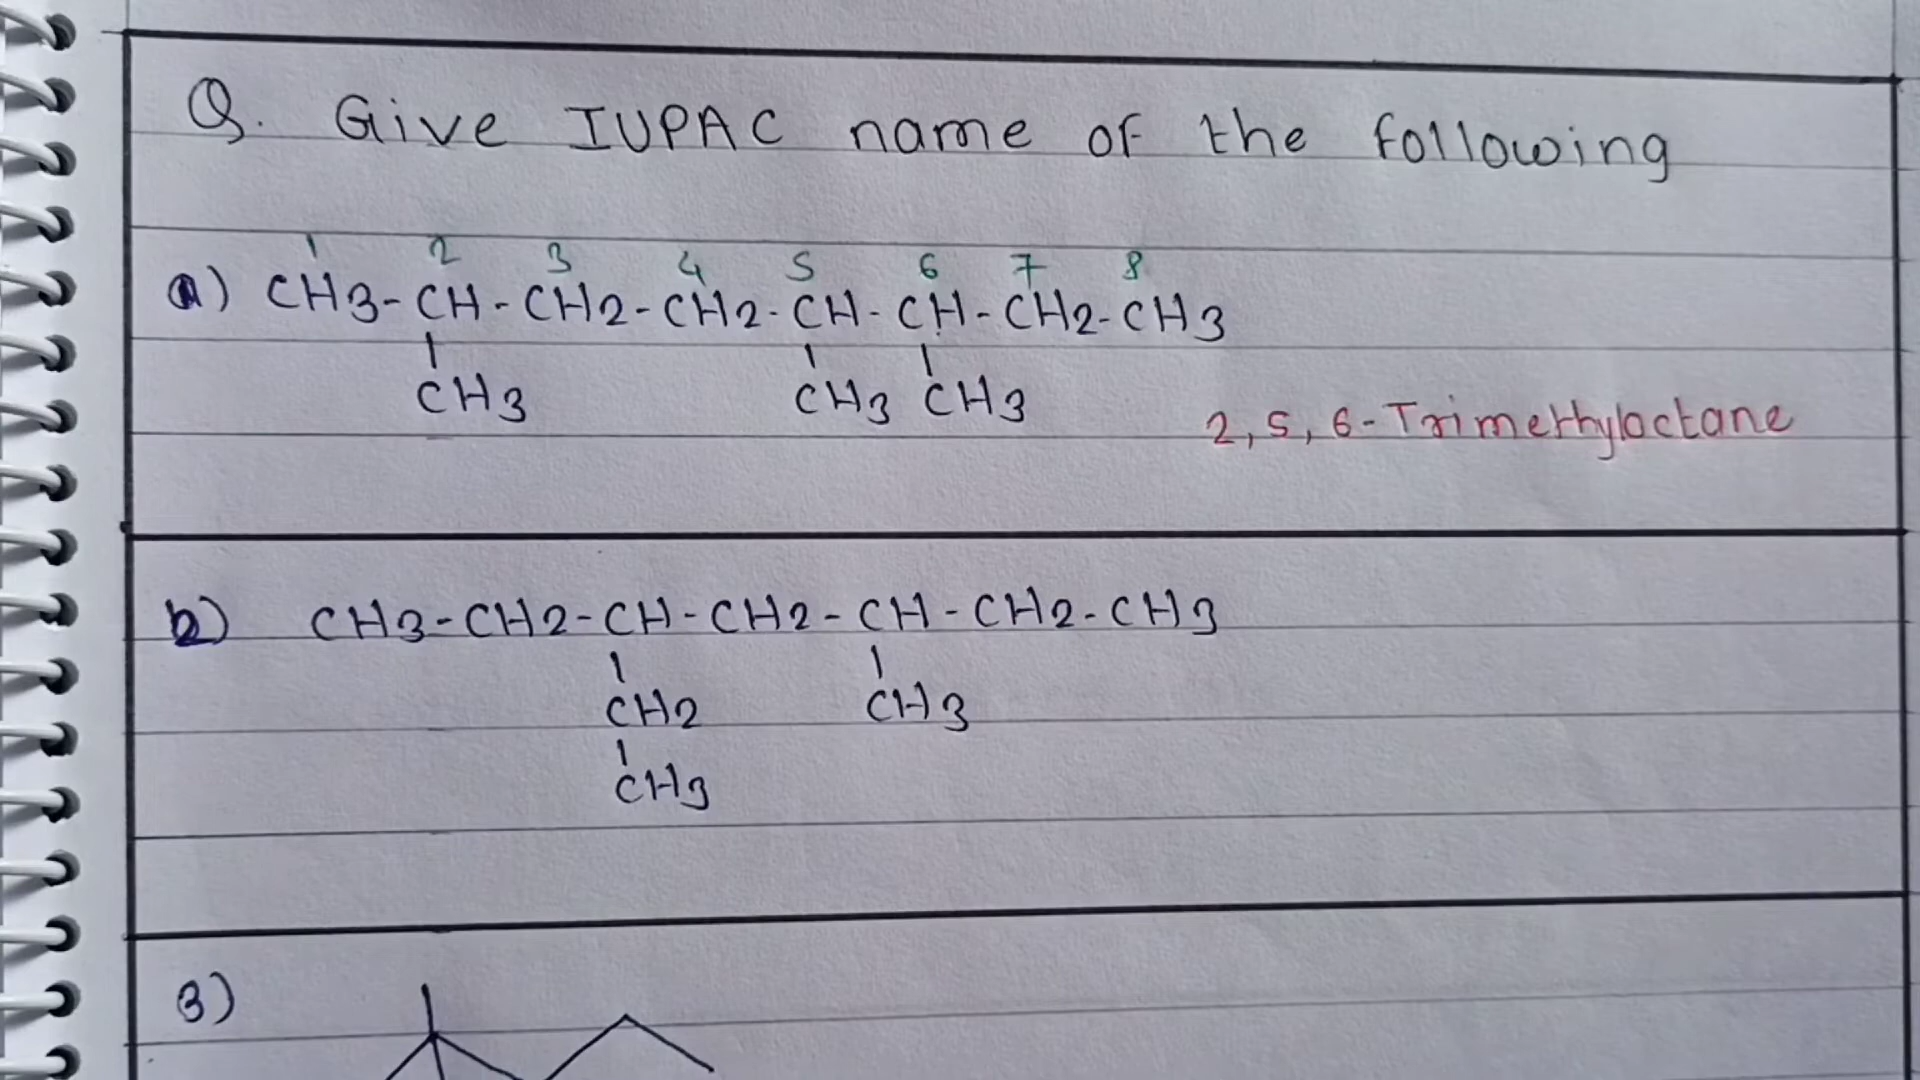 Q. Give IUPAC name of the following
1 2 3 4 5 6 7 8
a) CH3-CH-CH2-CH2-CH-CH-CH2-CH3
CH3 CH3 CH3
2,5,6-Trimethyloctane
b) CH3-CH2-CH-CH2-CH-CH2-CH3
CH2 CH3
CH3
3)